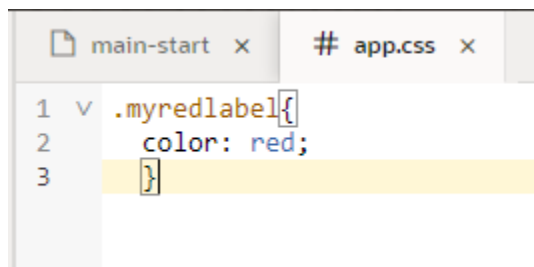 main-start ×
# app.css ×
1 .myredlabel{
2 color: red;
3 }